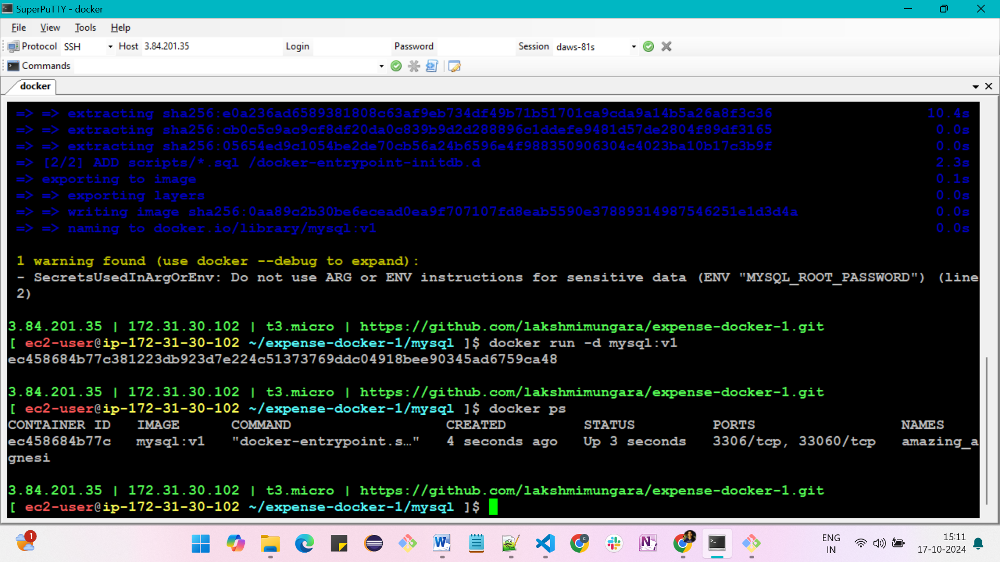 SuperPuTTY - docker
File View Tools Help
Protocol SSH Host 3.84.201.35 Login Password Session daws-81s
Commands
docker
=> => extracting sha256:e0a236ad6589381808c63af9eb734df49b71b51701ca9cda9a14b5a26a8f3c36 10.4s
=> => extracting sha256:cb0c5c9ac9cf8df20da0c839b9d2d288896c1ddefe9481d57de2804f89df3165 0.0s
=> => extracting sha256:05654ed9c1054be2de70cb56a24b6596e4f988350906304c4023ba10b17c3b9f 0.0s
=> [2/2] ADD scripts/*.sql /docker-entrypoint-initdb.d 2.3s
=> exporting to image 0.1s
=> => exporting layers 0.0s
=> => writing image sha256:0aa89c2b30be6ecead0ea9f707107fd8eab5590e37889314987546251e1d3d4a 0.0s
=> => naming to docker.io/library/mysql:v1 0.0s
1 warning found (use docker --debug to expand):
- SecretsUsedInArgOrEnv: Do not use ARG or ENV instructions for sensitive data (ENV "MYSQL_ROOT_PASSWORD") (line
2)
3.84.201.35 | 172.31.30.102 | t3.micro | https://github.com/lakshmimungara/expense-docker-1.git
[ ec2-user@ip-172-31-30-102 ~/expense-docker-1/mysql ]$ docker run -d mysql:v1
ec458684b77c381223db923d7e224c51373769ddc04918bee90345ad6759ca48
3.84.201.35 | 172.31.30.102 | t3.micro | https://github.com/lakshmimungara/expense-docker-1.git
[ ec2-user@ip-172-31-30-102 ~/expense-docker-1/mysql ]$ docker ps
CONTAINER ID IMAGE COMMAND CREATED STATUS PORTS NAMES
ec458684b77c mysql:v1 "docker-entrypoint.s…" 4 seconds ago Up 3 seconds 3306/tcp, 33060/tcp amazing_a
gnesi
3.84.201.35 | 172.31.30.102 | t3.micro | https://github.com/lakshmimungara/expense-docker-1.git
[ ec2-user@ip-172-31-30-102 ~/expense-docker-1/mysql ]$
1
ENG
IN
15:11
17-10-2024